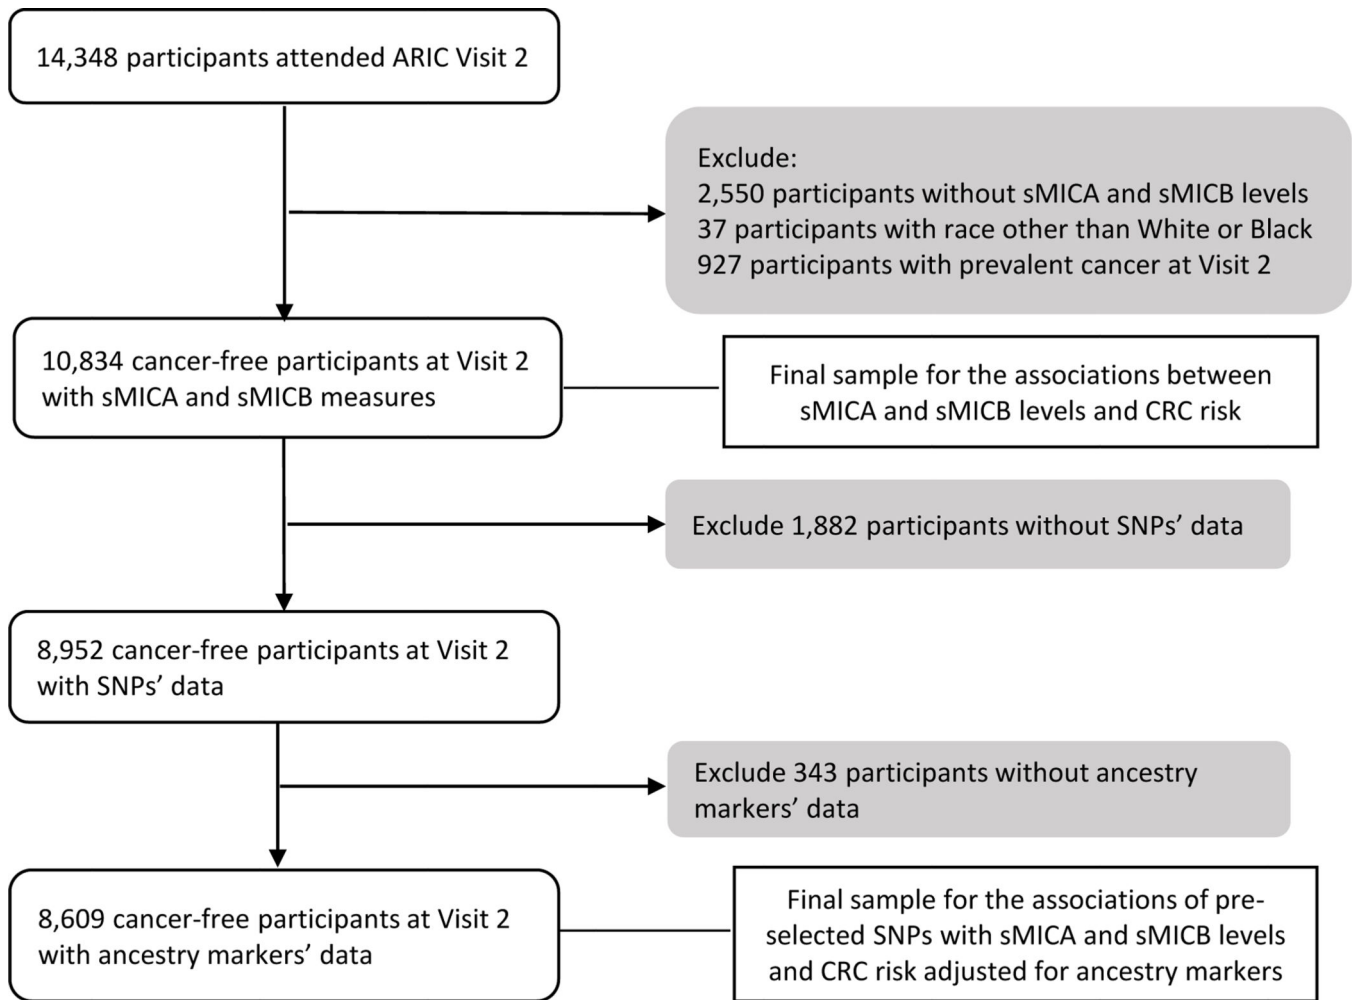 14,348 participants attended ARIC Visit 2
Exclude:
2,550 participants without sMICA and sMICB levels
37 participants with race other than White or Black
927 participants with prevalent cancer at Visit 2
10,834 cancer-free participants at Visit 2
with sMICA and sMICB measures
Final sample for the associations between
sMICA and sMICB levels and CRC risk
Exclude 1,882 participants without SNPs’ data
8,952 cancer-free participants at Visit 2
with SNPs’ data
Exclude 343 participants without ancestry
markers’ data
8,609 cancer-free participants at Visit 2
with ancestry markers’ data
Final sample for the associations of pre-
selected SNPs with sMICA and sMICB levels
and CRC risk adjusted for ancestry markers